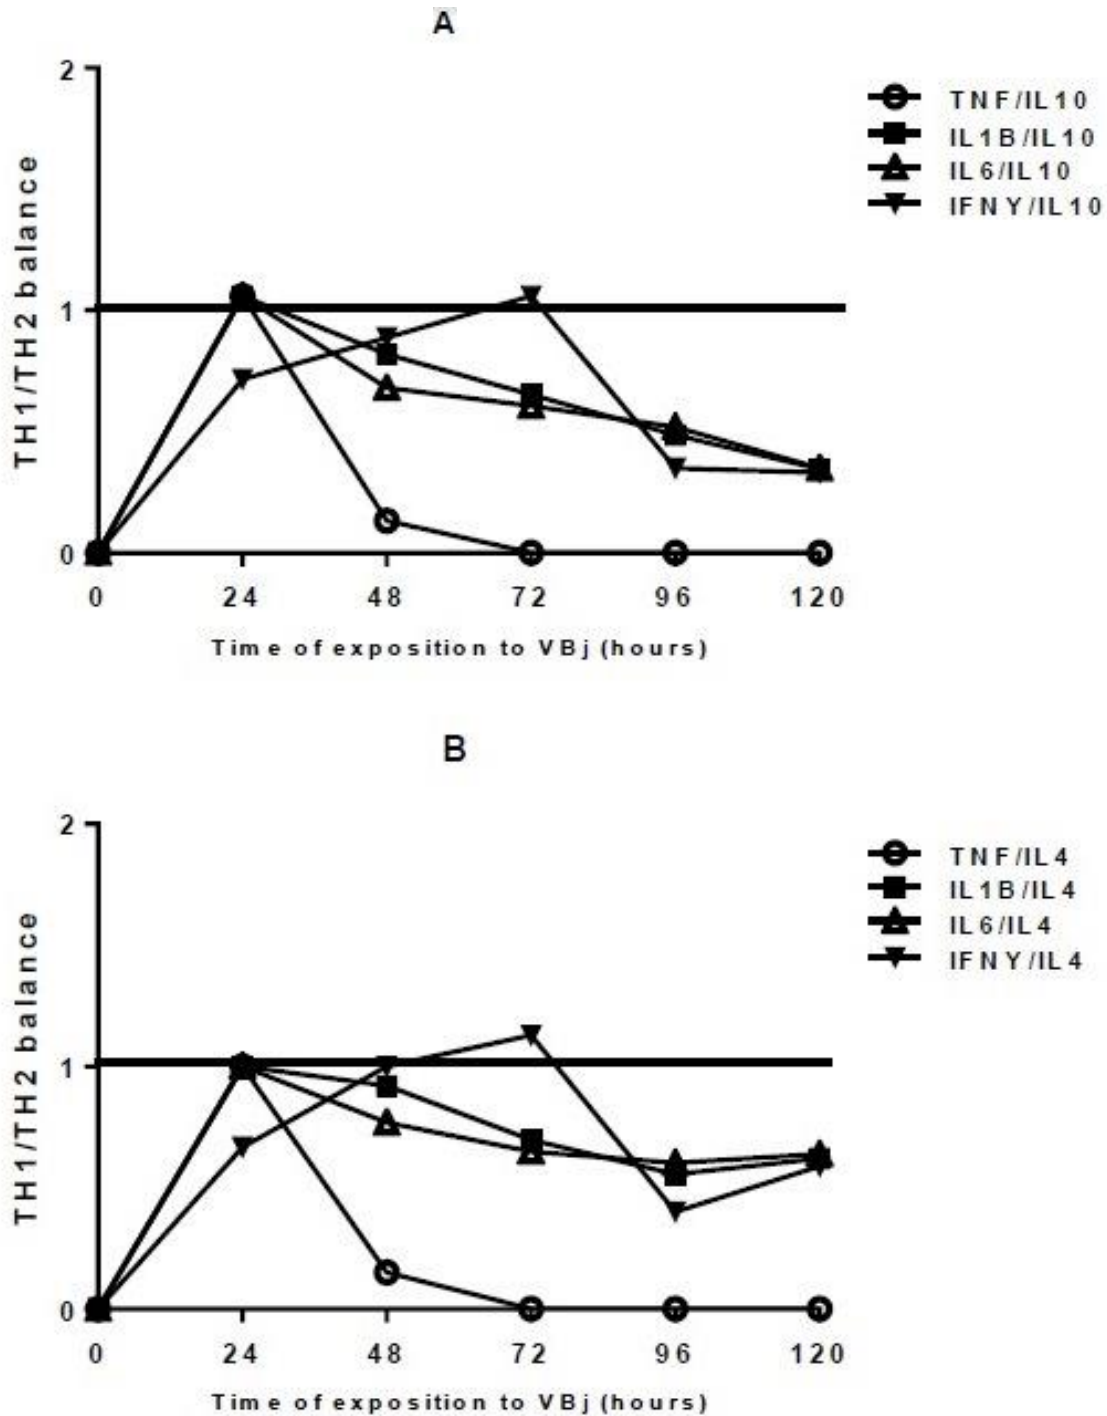 A
2
1
0
TH1/TH2 balance
0 24 48 72 96 120
Time of exposition to VBj (hours)
TNF/IL10
IL1B/IL10
IL6/IL10
IFNY/IL10
B
2
1
0
TH1/TH2 balance
0 24 48 72 96 120
Time of exposition to VBj (hours)
TNF/IL4
IL1B/IL4
IL6/IL4
IFNY/IL4